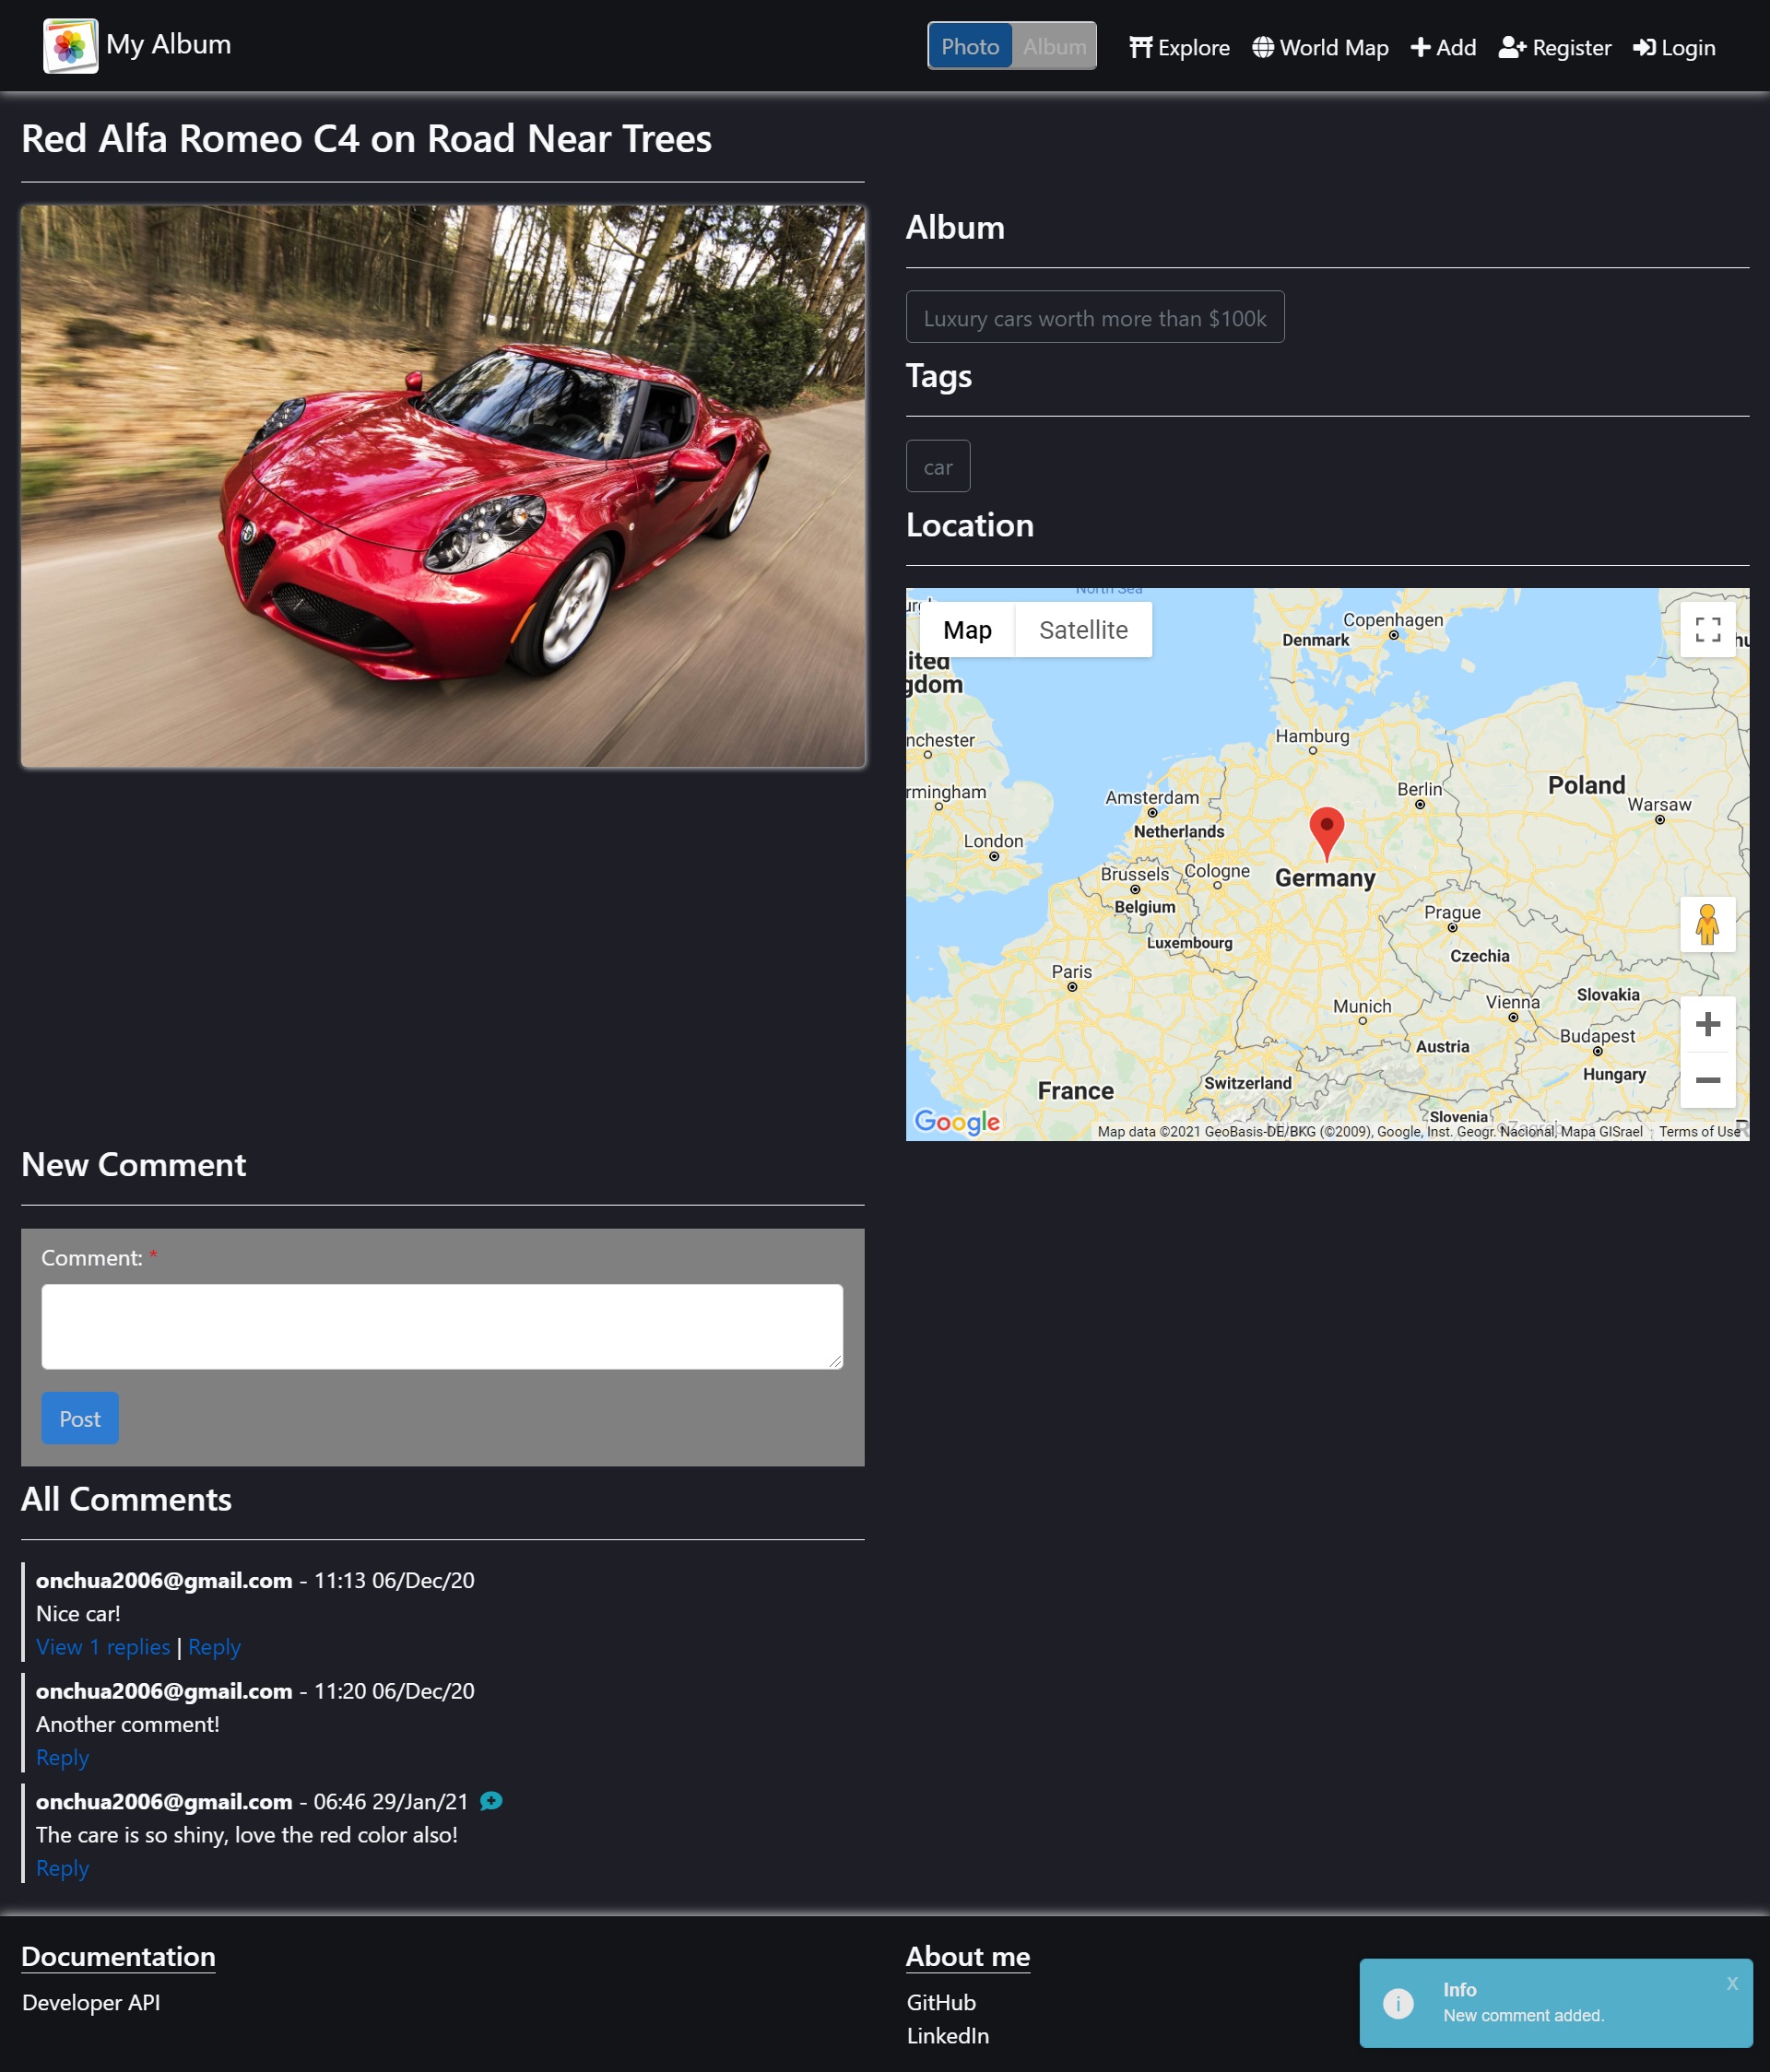 My Album
Photo Album Explore World Map Add Register Login
Red Alfa Romeo C4 on Road Near Trees
Album
Luxury cars worth more than $100k
Tags
car
Location
North Sea
Map Satellite
Copenhagen
Denmark
ited
gdom
Hamburg
nchester
Berlin
Poland
rmingham
Amsterdam
Warsaw
Netherlands
London
Brussels Cologne
Germany
Belgium
Prague
Luxembourg
Czechia
Paris
Slovakia
Munich
Vienna
Budapest
Austria
Hungary
Switzerland
France
Slovenia
Google
Map data ©2021 GeoBasis-DE/BKG (©2009), Google, Inst. Geogr. Nacional, Mapa GISrael Terms of Use
New Comment
Comment: *
Post
All Comments
onchua2006@gmail.com - 11:13 06/Dec/20
Nice car!
View 1 replies | Reply
onchua2006@gmail.com - 11:20 06/Dec/20
Another comment!
Reply
onchua2006@gmail.com - 06:46 29/Jan/21
The care is so shiny, love the red color also!
Reply
Documentation
Developer API
About me
GitHub
LinkedIn
Info
New comment added.
x